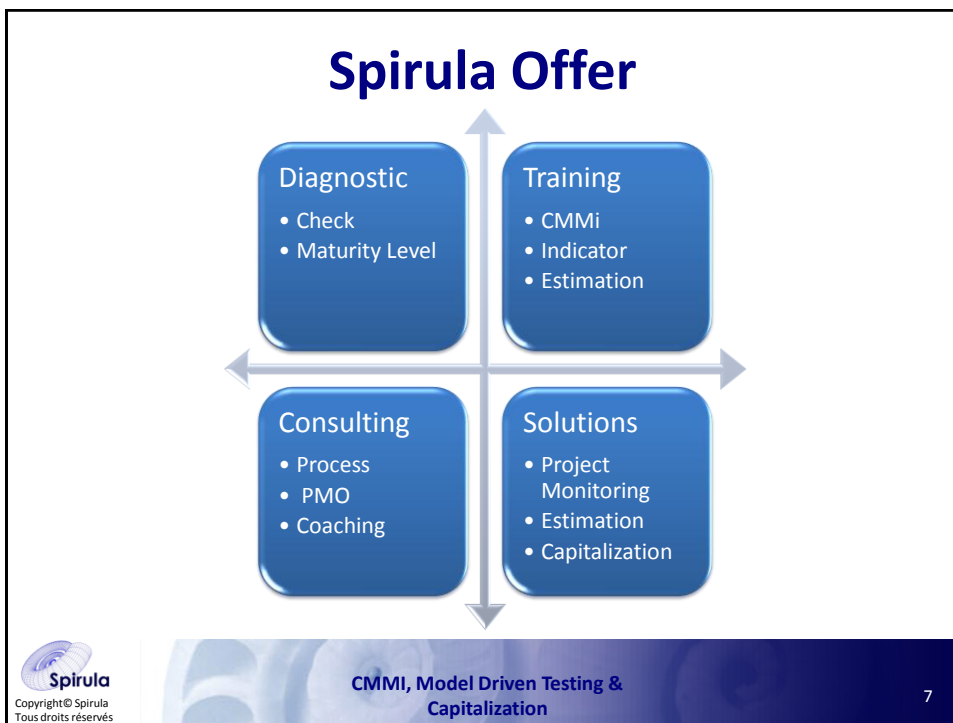 Spirula Offer
Diagnostic
• Check
• Maturity Level
Training
• CMMi
• Indicator
• Estimation
Consulting
• Process
• PMO
• Coaching
Solutions
• Project
Monitoring
• Estimation
• Capitalization
Spirula
Copyright© Spirula
Tous droits réservés
CMMI, Model Driven Testing &
Capitalization
7